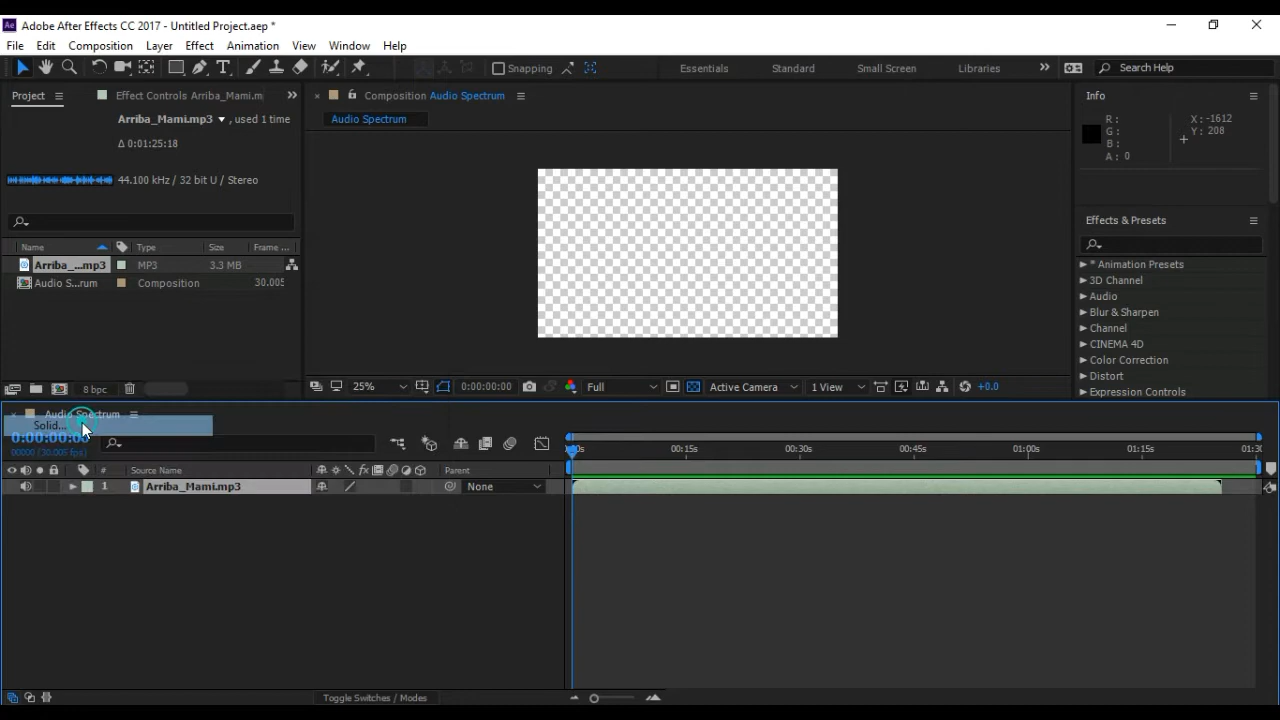 Ae Adobe After Effects CC 2017 - Untitled Project.aep *
File Edit Composition Layer Effect Animation View Window Help
T Snapping Essentials Standard Small Screen Libraries » Search Help
Project Effect Controls Arriba_Mami.m »
Arriba_Mami.mp3 , used 1 time
Δ 0:01:25:18
44.100 kHz / 32 bit U / Stereo
Name Type Size Frame ...
Arriba_...mp3 MP3 3.3 MB
Audio S...rum Composition 30.005
8 bpc
× Composition Audio Spectrum
Audio Spectrum
25% 0:00:00:00 Full Active Camera 1 View +0.0
Info
R : X : -1612
G : Y : 208
B :
A : 0
Effects & Presets
* Animation Presets
3D Channel
Audio
Blur & Sharpen
Channel
CINEMA 4D
Color Correction
Distort
Expression Controls
× Audio Spectrum
Solid...
0:00:00:00
00000 (30.005 fps)
# Source Name fx Parent
1 Arriba_Mami.mp3 None
00s 00:15s 00:30s 00:45s 01:00s 01:15s 01:30
Toggle Switches / Modes